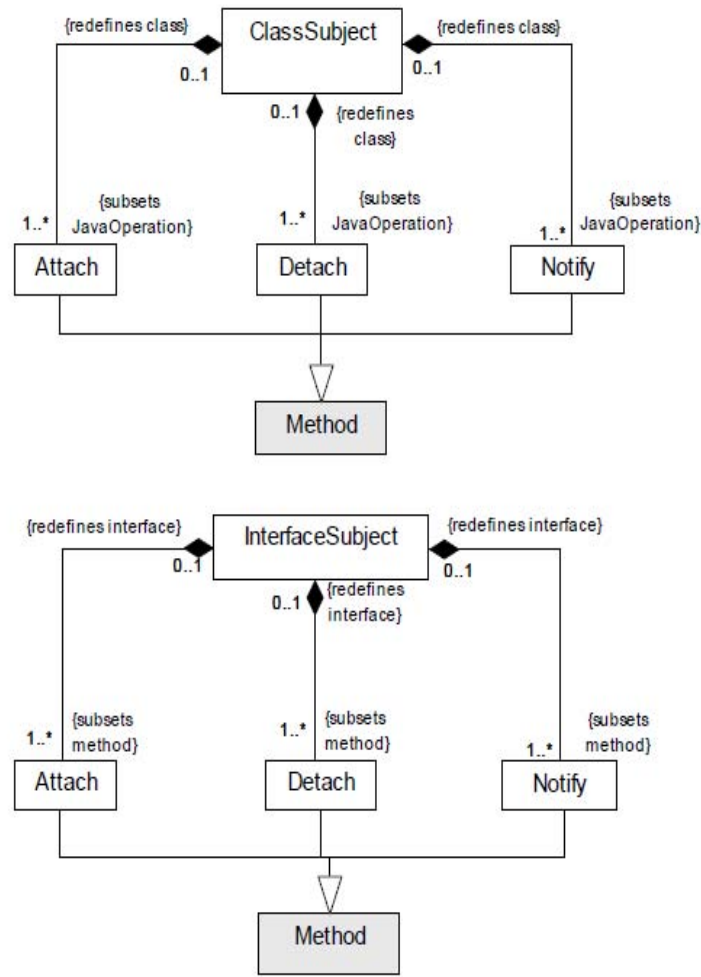 {redefines class}
ClassSubject
{redefines class}
0..1
0..1
0..1
{redefines
class}
{subsets
JavaOperation}
1..*
{subsets
JavaOperation}
1..*
{subsets
JavaOperation}
1..*
Attach
Detach
Notify
Method
{redefines interface}
InterfaceSubject
{redefines interface}
0..1
0..1
0..1
{redefines
interface}
1..*
{subsets
method}
1..*
{subsets
method}
1..*
{subsets
method}
Attach
Detach
Notify
Method